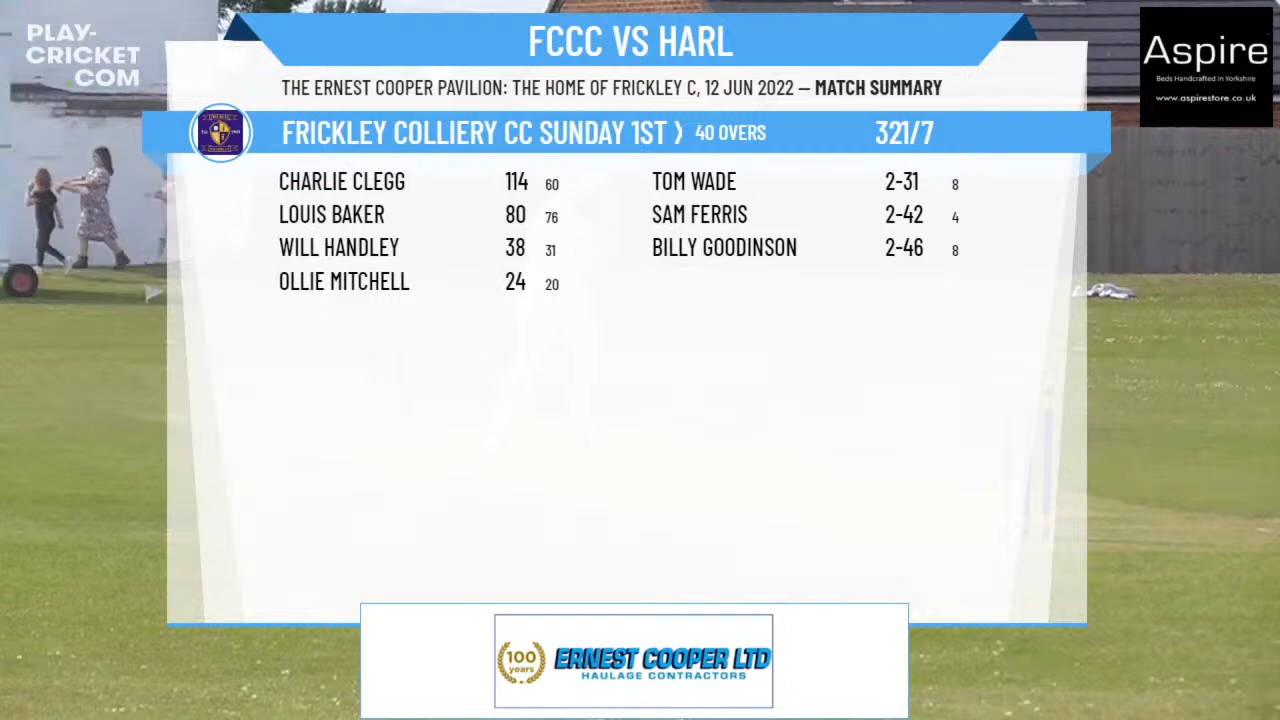 PLAY-
CRICKET
.COM
FCCC VS HARL
Aspire
Beds Handcrafted in Yorkshire
www.aspirestore.co.uk
THE ERNEST COOPER PAVILION: THE HOME OF FRICKLEY C, 12 JUN 2022 – MATCH SUMMARY
FRICKLEY COLLIERY CC SUNDAY 1ST 40 OVERS 321/7
CHARLIE CLEGG 114 60 TOM WADE 2-31 8
LOUIS BAKER 80 76 SAM FERRIS 2-42 4
WILL HANDLEY 38 31 BILLY GOODINSON 2-46 8
OLLIE MITCHELL 24 20
100 years
ERNEST COOPER LTD
HAULAGE CONTRACTORS